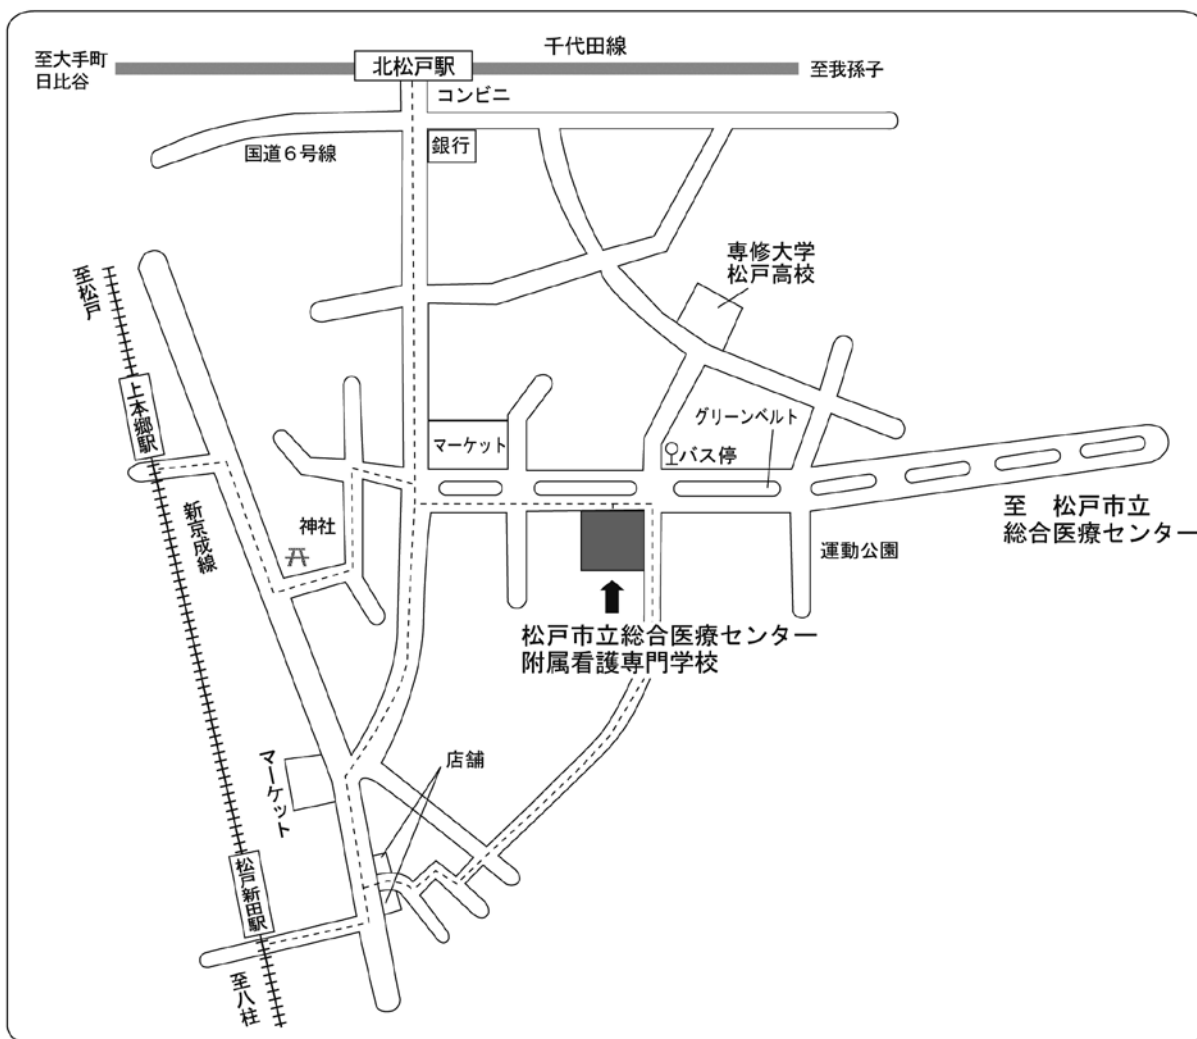 千代田線
至大手町
日比谷
北松戸駅
至我孫子
コンビニ
国道6号線
銀行
専修大学
松戸高校
至松戸
上本郷駅
新京成線
神社
マーケット
グリーンベルト
バス停
至 松戸市立
総合医療センター
運動公園
松戸市立総合医療センター
附属看護専門学校
店舗
マーケット
松戸新田駅
至八柱